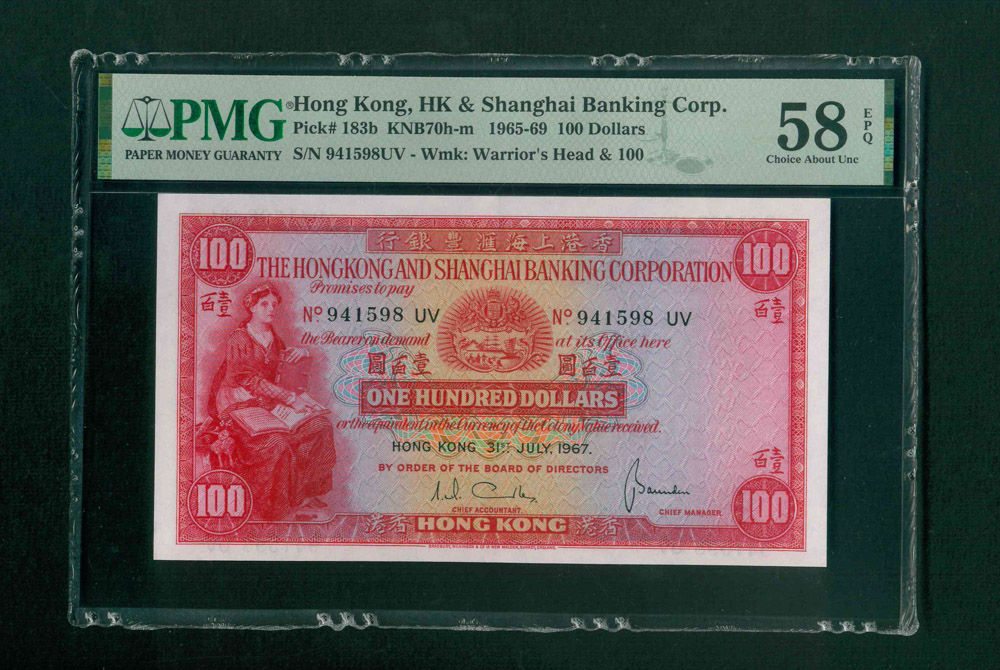 PMG®
PAPER MONEY GUARANTY
Hong Kong, HK & Shanghai Banking Corp.
Pick# 183b KNB70h-m 1965-69 100 Dollars
S/N 941598UV - Wmk: Warrior's Head & 100
58 EPQ
Choice About Unc
行銀豐滙海上港香
100 100
THE HONGKONG AND SHANGHAI BANKING CORPORATION
Promises to pay
百壹 百壹
Nº 941598 UV Nº 941598 UV
the Bearer on demand at its Office here
圓百壹 圓百壹
ONE HUNDRED DOLLARS
or the equivalent in the Currency of the Colony Value received.
HONG KONG 31ST JULY, 1967.
百壹
BY ORDER OF THE BOARD OF DIRECTORS
100 100
CHIEF ACCOUNTANT. CHIEF MANAGER.
港香 HONG KONG 港香